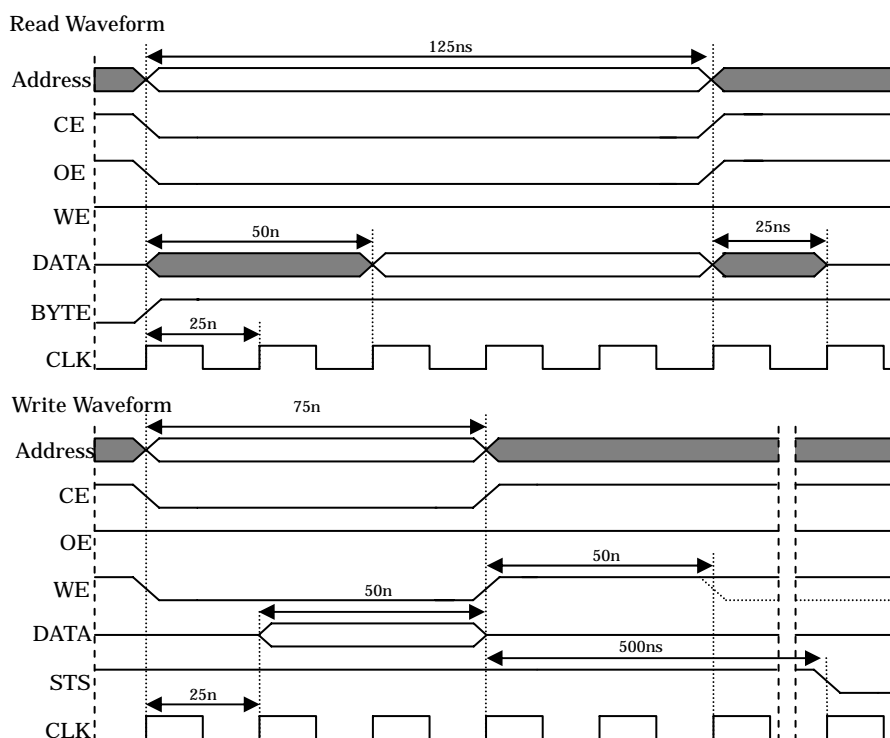 Read Waveform
125ns
Address
CE
OE
WE
50n
25ns
DATA
BYTE
25n
CLK
Write Waveform
75n
Address
CE
OE
50n
WE
50n
DATA
500ns
STS
25n
CLK